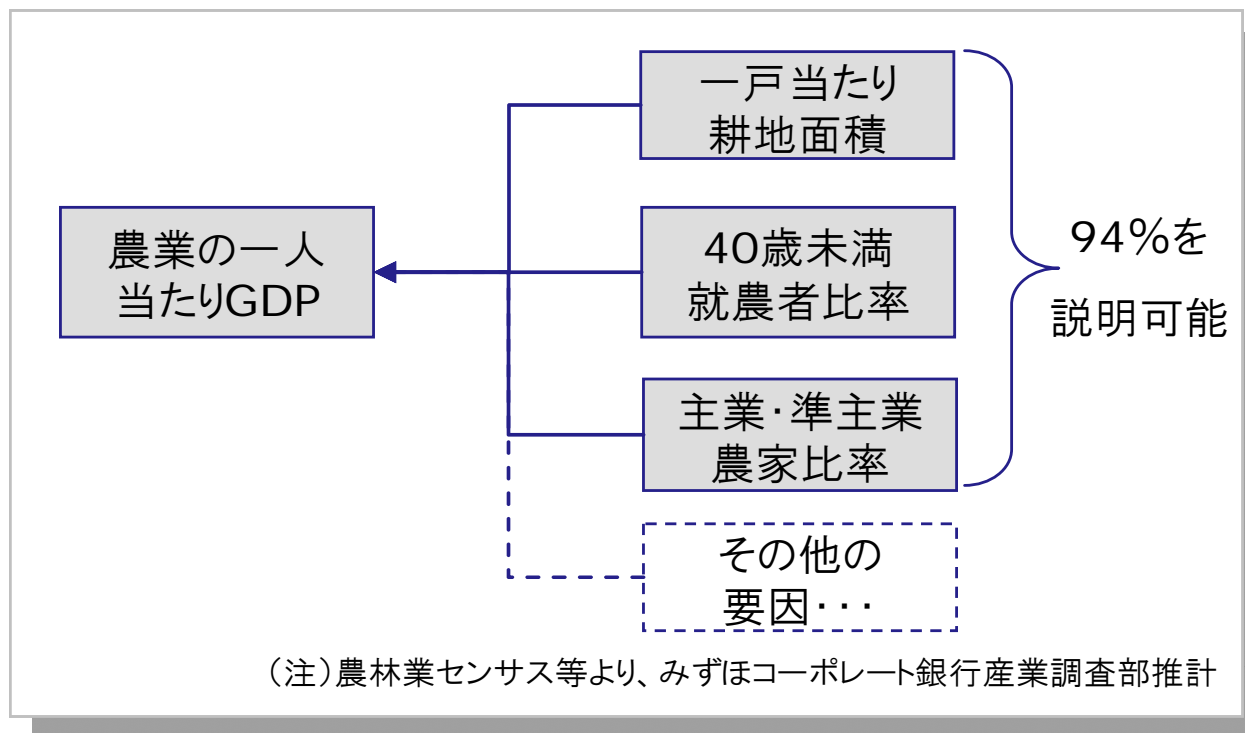 一戸当たり
耕地面積
農業の一人
当たりGDP
40歳未満
就農者比率
94%を
説明可能
主業・準主業
農家比率
その他の
要因・・・
（注）農林業センサス等より、みずほコーポレート銀行産業調査部推計